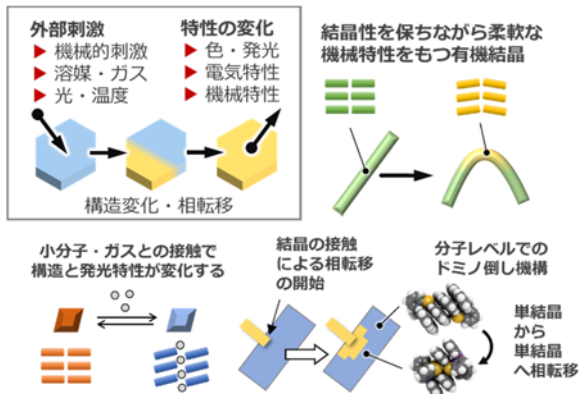 外部刺激
▶ 機械的刺激
▶ 溶媒・ガス
▶ 光・温度
特性の変化
▶ 色・発光
▶ 電気特性
▶ 機械特性
構造変化・相転移
結晶性を保ちながら柔軟な
機械特性をもつ有機結晶
小分子・ガスとの接触で
構造と発光特性が変化する
結晶の接触
による相転移
の開始
分子レベルでの
ドミノ倒し機構
単結晶
から
単結晶
へ相転移